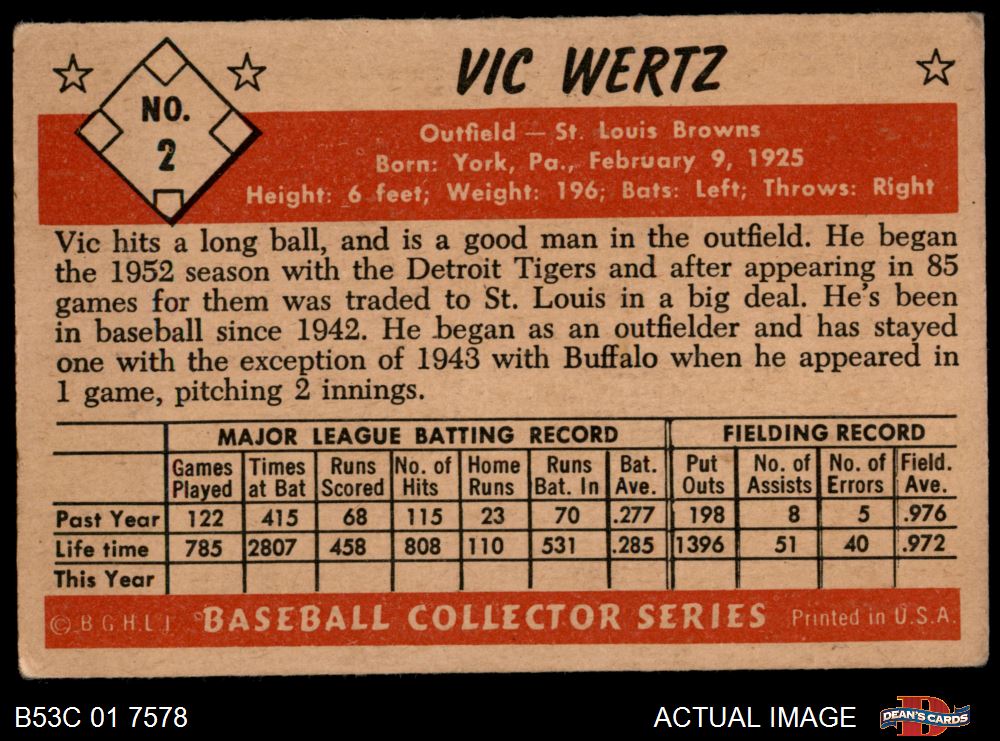 VIC WERTZ
NO.
2
Outfield — St. Louis Browns
Born: York, Pa., February 9, 1925
Height: 6 feet; Weight: 196; Bats: Left; Throws: Right
Vic hits a long ball, and is a good man in the outfield. He began
the 1952 season with the Detroit Tigers and after appearing in 85
games for them was traded to St. Louis in a big deal. He's been
in baseball since 1942. He began as an outfielder and has stayed
one with the exception of 1943 with Buffalo when he appeared in
1 game, pitching 2 innings.
MAJOR LEAGUE BATTING RECORD FIELDING RECORD
Games Played Times at Bat Runs Scored No. of Hits Home Runs Runs Bat. In Bat. Ave. Put Outs No. of Assists No. of Errors Field. Ave.
Past Year 122 415 68 115 23 70 .277 198 8 5 .976
Life time 785 2807 458 808 110 531 .285 1396 51 40 .972
This Year
© B G H L I BASEBALL COLLECTOR SERIES Printed in U.S.A.
B53C 01 7578 ACTUAL IMAGE DEAN'S CARDS